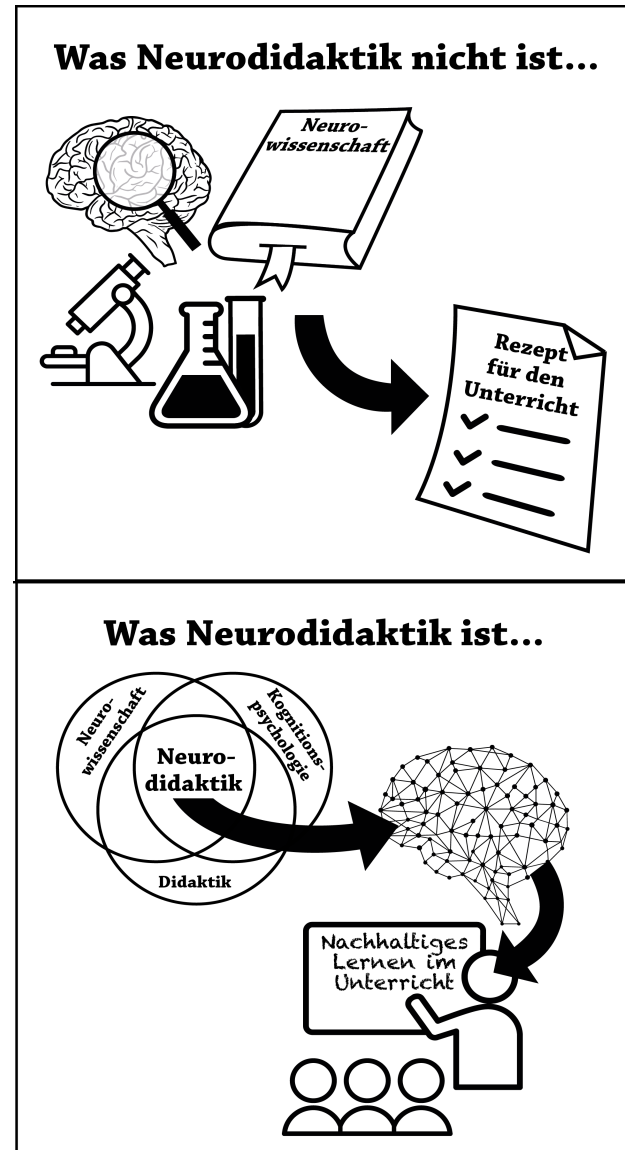 Was Neurodidaktik nicht ist...
Neuro-
wissenschaft
Rezept
für den
Unterricht
Was Neurodidaktik ist...
Neuro-
wissenschaft
Kognitions-
psychologie
Neuro-
didaktik
Didaktik
Nachhaltiges
Lernen im
Unterricht